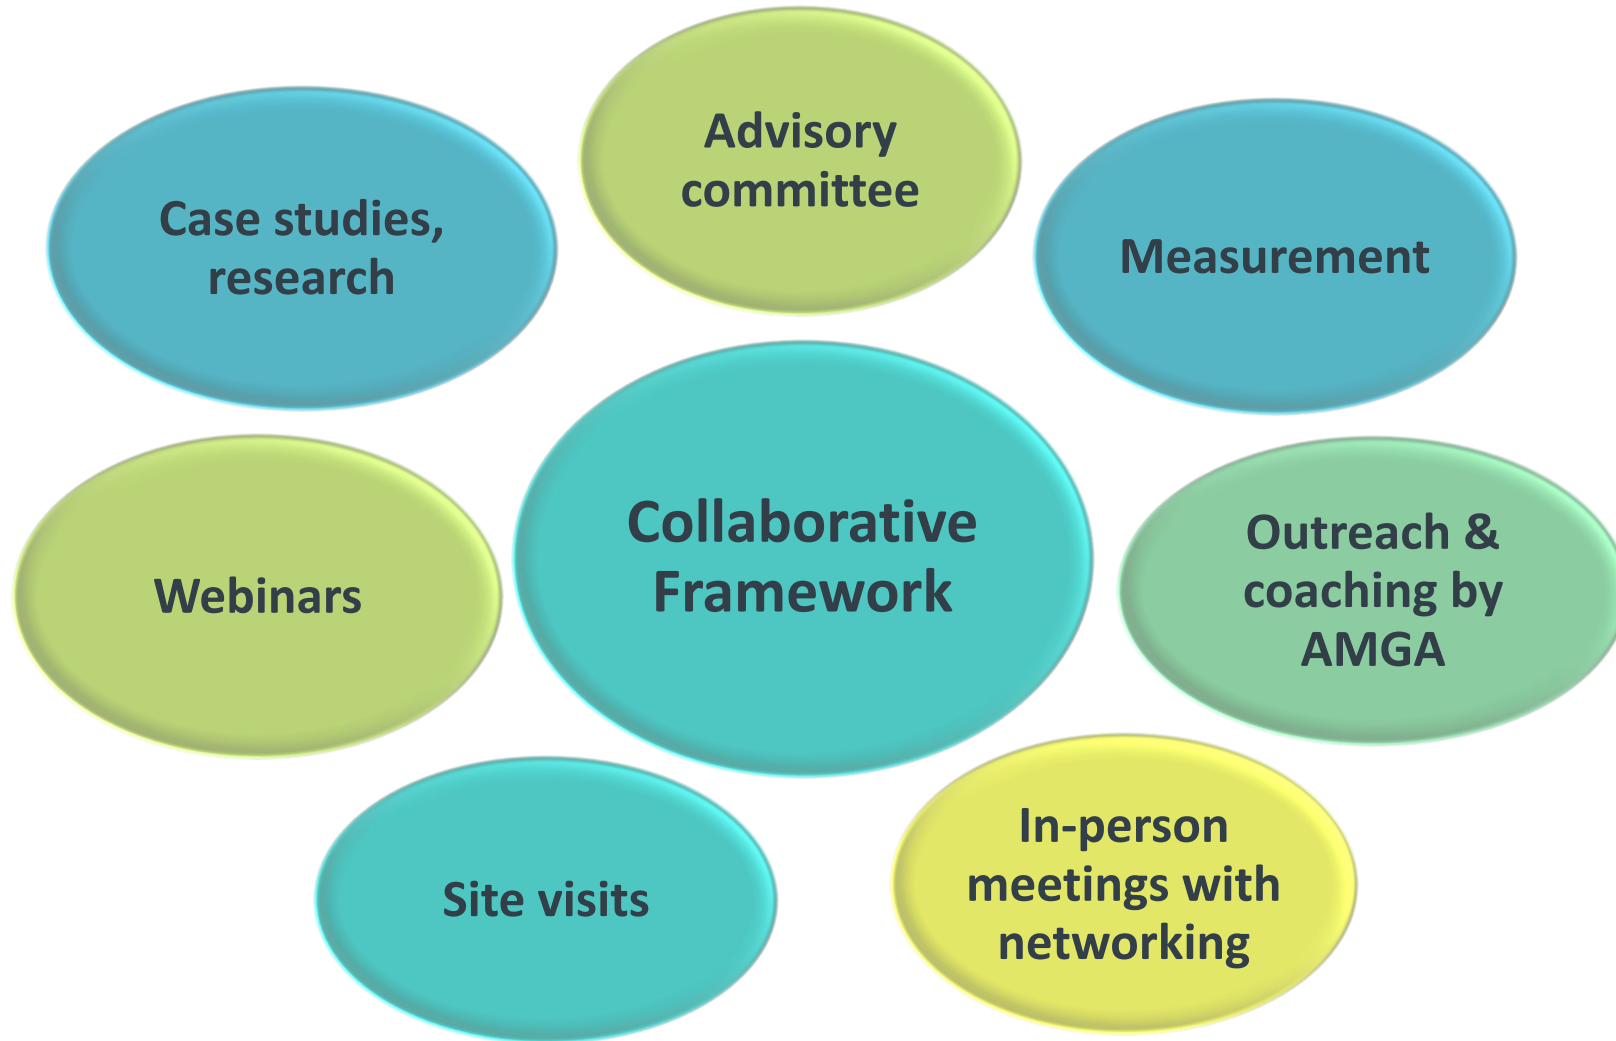 Advisory
committee
Case studies,
research
Measurement
Collaborative
Framework
Webinars
Outreach &
coaching by
AMGA
Site visits
In-person
meetings with
networking